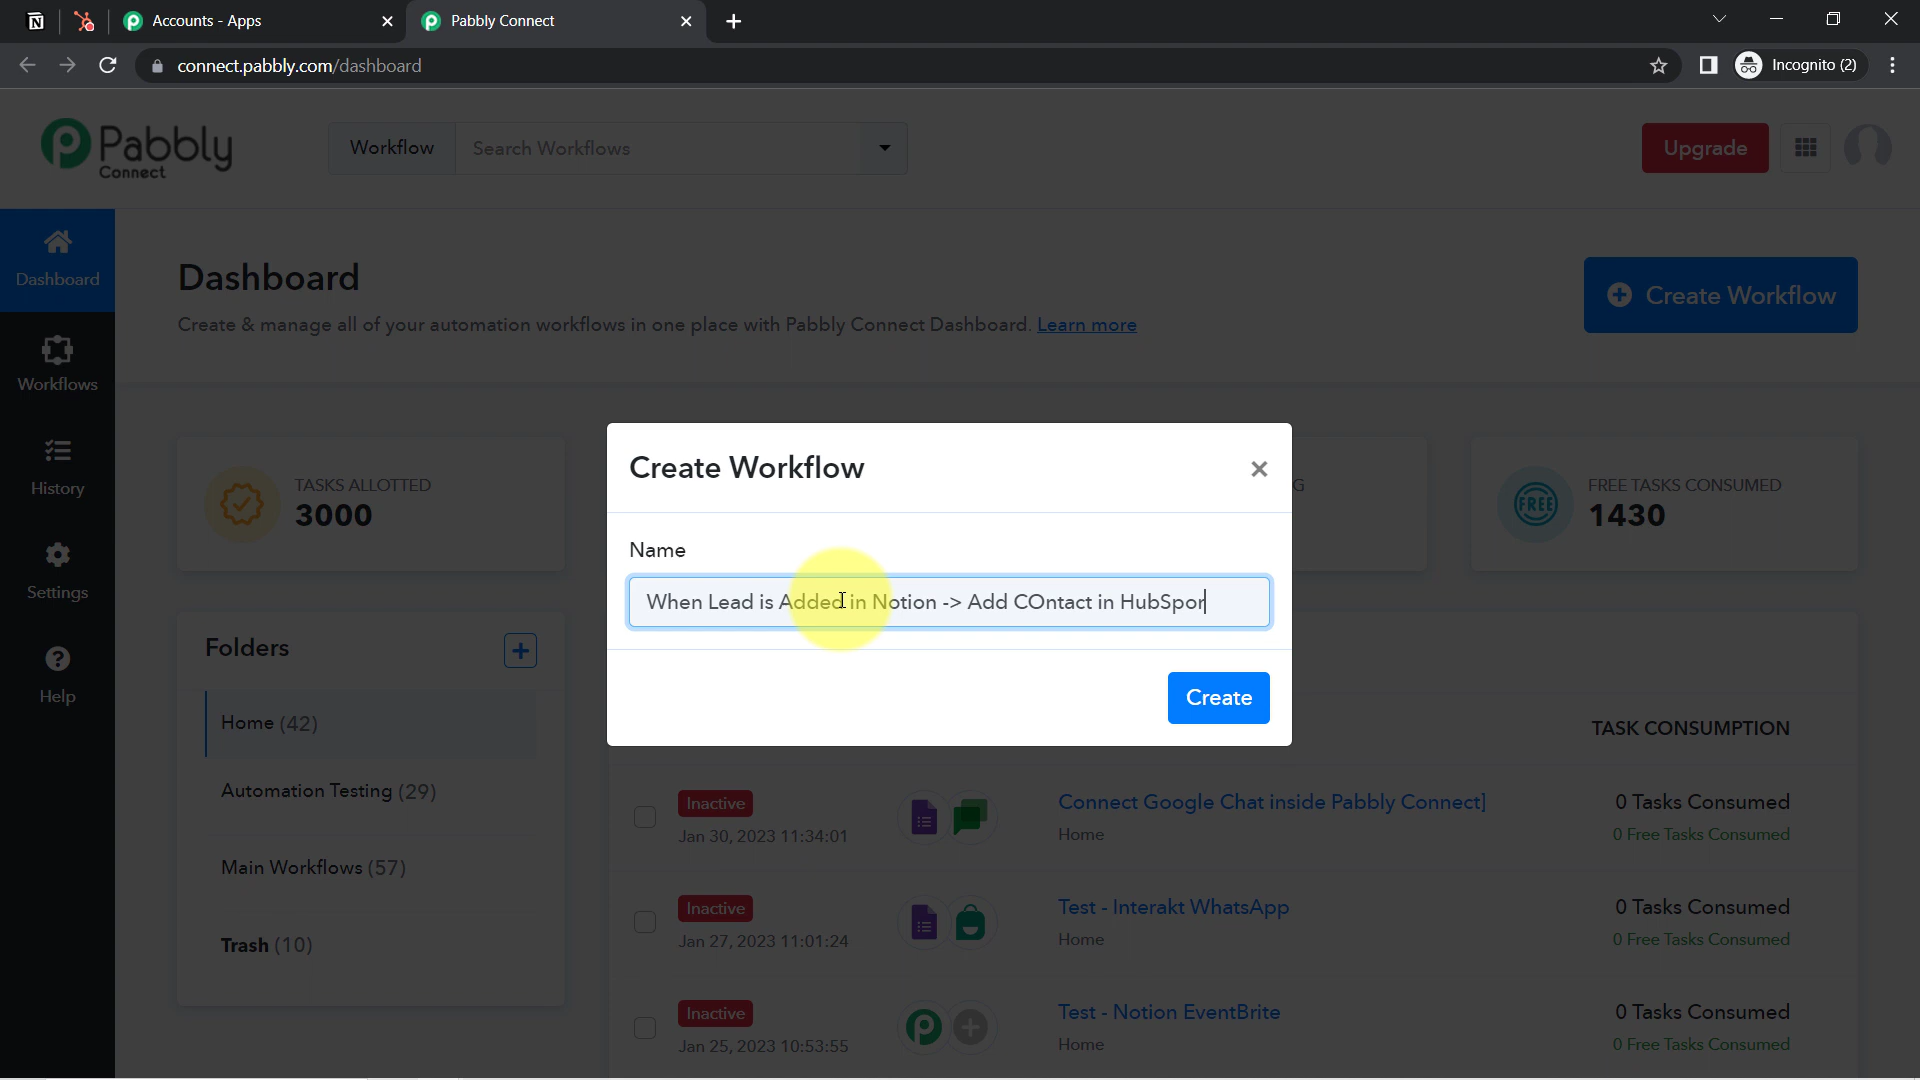 Accounts - Apps
Pabbly Connect
connect.pabbly.com/dashboard
Incognito (2)
Pabbly
Connect
Workflow
Search Workflows
Upgrade
Dashboard
Workflows
History
Settings
Help
Dashboard
Create & manage all of your automation workflows in one place with Pabbly Connect Dashboard. Learn more
Create Workflow
TASKS ALLOTTED
3000
G
FREE
FREE TASKS CONSUMED
1430
Create Workflow
Name
When Lead is Added in Notion -> Add COntact in HubSpor
Create
Folders
Home (42)
Automation Testing (29)
Main Workflows (57)
Trash (10)
TASK CONSUMPTION
Inactive
Jan 30, 2023 11:34:01
Connect Google Chat inside Pabbly Connect]
Home
0 Tasks Consumed
0 Free Tasks Consumed
Inactive
Jan 27, 2023 11:01:24
Test - Interakt WhatsApp
Home
0 Tasks Consumed
0 Free Tasks Consumed
Inactive
Jan 25, 2023 10:53:55
Test - Notion EventBrite
Home
0 Tasks Consumed
0 Free Tasks Consumed